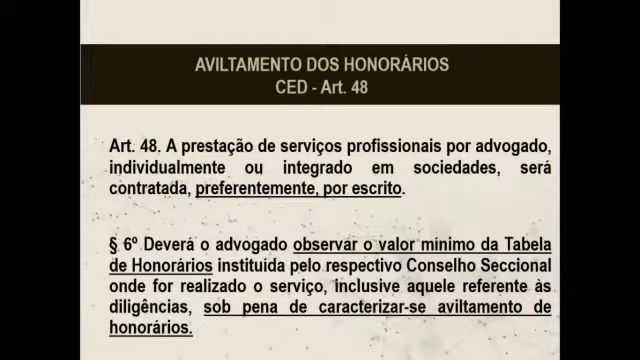 AVILTAMENTO DOS HONORÁRIOS
CED - Art. 48
Art. 48. A prestação de serviços profissionais por advogado,
individualmente ou integrado em sociedades, será
contratada, preferentemente, por escrito.
§ 6º Deverá o advogado observar o valor mínimo da Tabela
de Honorários instituída pelo respectivo Conselho Seccional
onde for realizado o serviço, inclusive aquele referente às
diligências, sob pena de caracterizar-se aviltamento de
honorários.